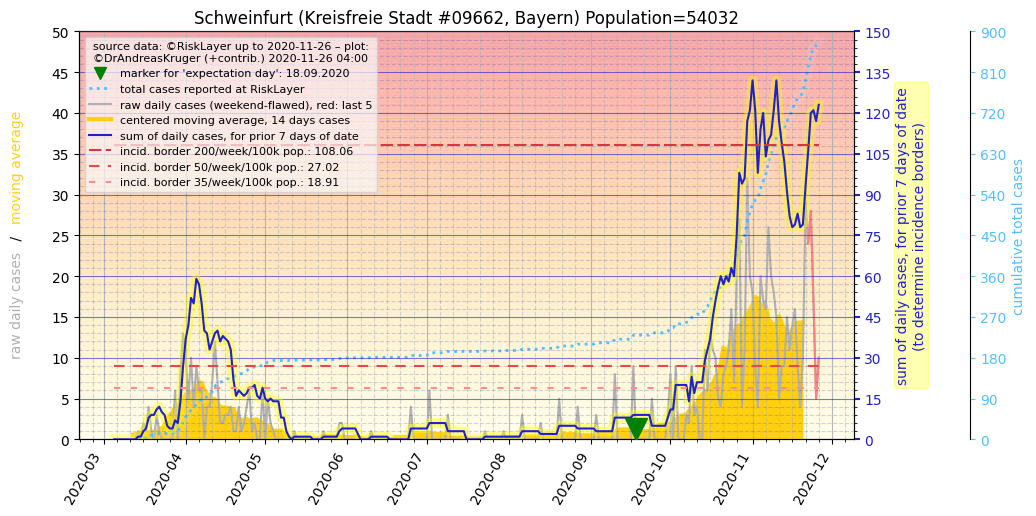 Schweinfurt (Kreisfreie Stadt #09662, Bayern) Population=54032
source data: ©RiskLayer up to 2020-11-26 – plot:
©DrAndreasKruger (+contrib.) 2020-11-26 04:00
marker for 'expectation day': 18.09.2020
total cases reported at RiskLayer
raw daily cases (weekend-flawed), red: last 5
centered moving average, 14 days cases
sum of daily cases, for prior 7 days of date
incid. border 200/week/100k pop.: 108.06
incid. border 50/week/100k pop.: 27.02
incid. border 35/week/100k pop.: 18.91
raw daily cases / moving average
50
45
40
35
30
25
20
15
10
5
0
2020-03
2020-04
2020-05
2020-06
2020-07
2020-08
2020-09
2020-10
2020-11
2020-12
150
135
120
105
90
75
60
45
30
15
0
sum of daily cases, for prior 7 days of date
(to determine incidence borders)
900
810
720
630
540
450
360
270
180
90
0
cumulative total cases